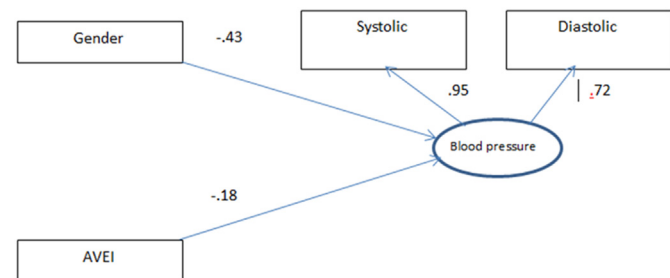 Gender
-.43
Systolic
Diastolic
.95
.72
Blood pressure
-.18
AVEI